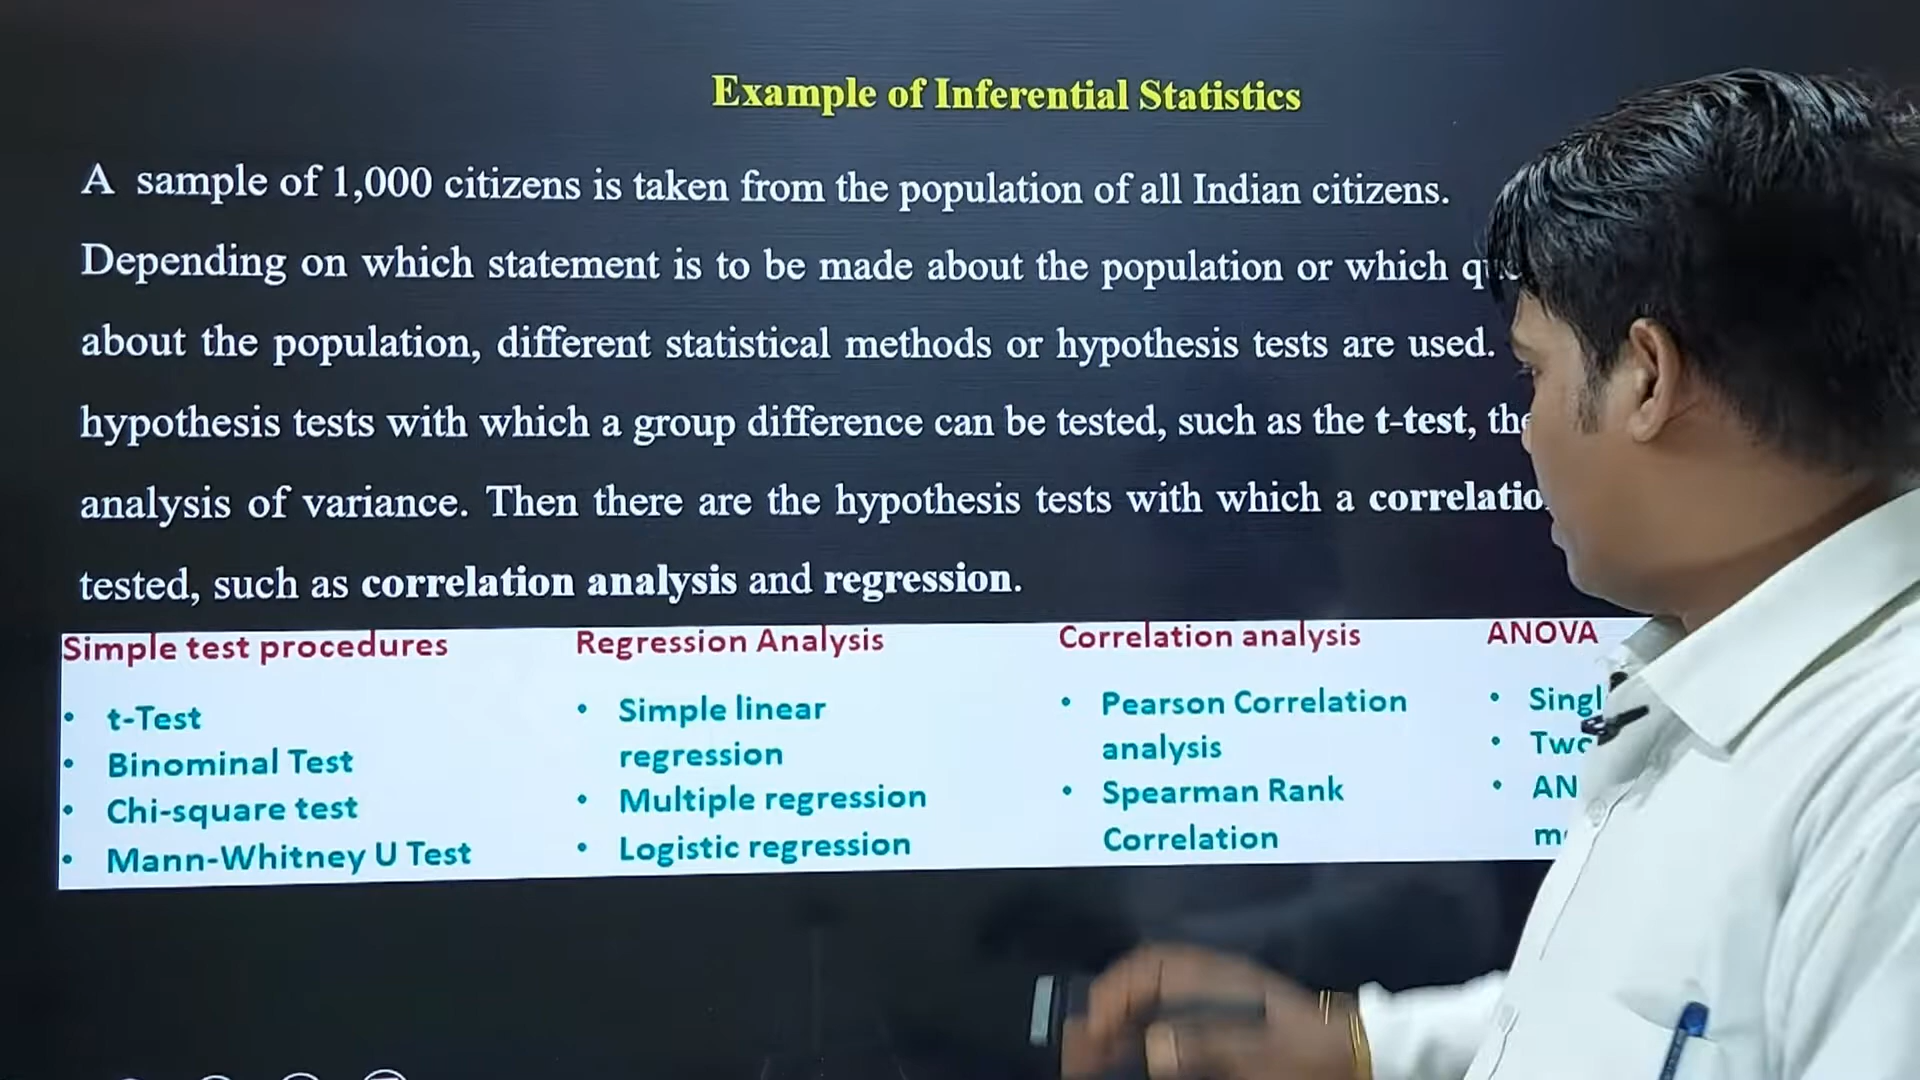 Example of Inferential Statistics
A sample of 1,000 citizens is taken from the population of all Indian citizens.
Depending on which statement is to be made about the population or which
about the population, different statistical methods or hypothesis tests are used.
hypothesis tests with which a group difference can be tested, such as the t-test, the
analysis of variance. Then there are the hypothesis tests with which a
tested, such as correlation analysis and regression.
Simple test procedures
• t-Test
• Binominal Test
• Chi-square test
• Mann-Whitney U Test
Regression Analysis
• Simple linear
regression
• Multiple regression
• Logistic regression
Correlation analysis
• Pearson Correlation
analysis
• Spearman Rank
Correlation
ANOVA